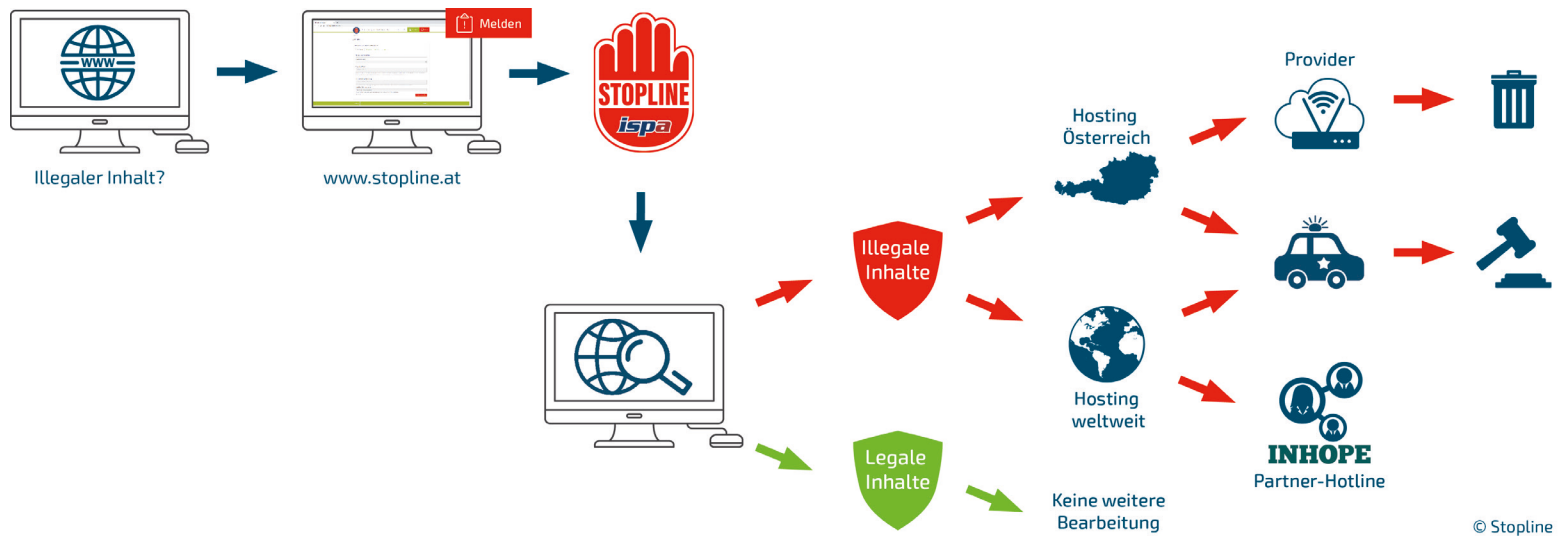 WWW
Illegaler Inhalt?
Melden
www.stopline.at
STOPLINE
ispa
Illegale
Inhalte
Legale
Inhalte
Hosting
Österreich
Hosting
weltweit
Keine weitere
Bearbeitung
Provider
INHOPE
Partner-Hotline
© Stopline